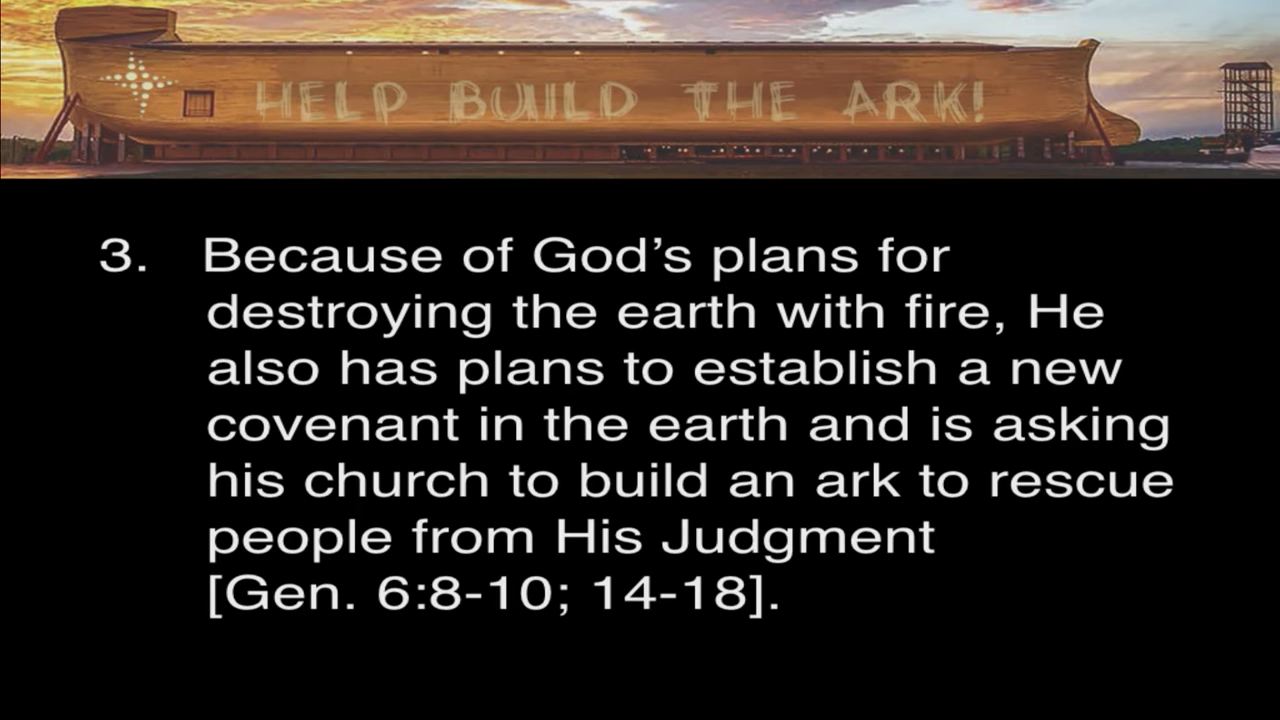 HELP BUILD THE ARK!
3. Because of God’s plans for
destroying the earth with fire, He
also has plans to establish a new
covenant in the earth and is asking
his church to build an ark to rescue
people from His Judgment
[Gen. 6:8-10; 14-18].